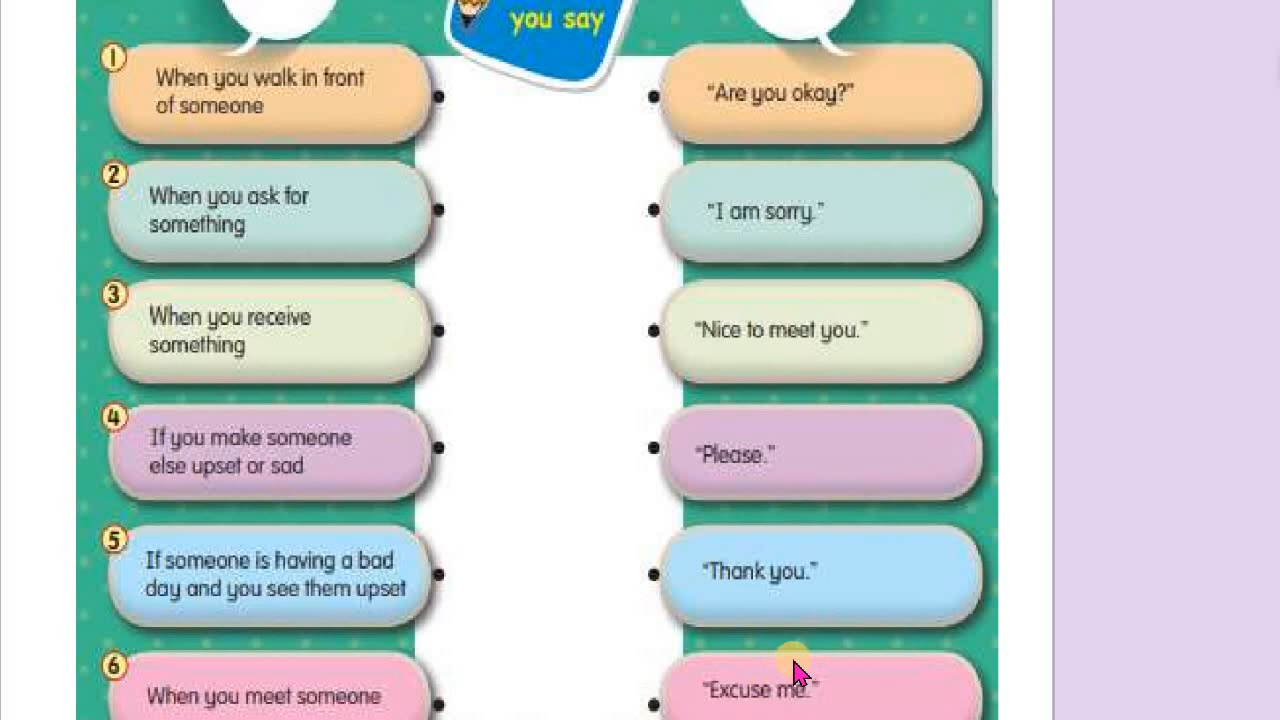 you say
1
When you walk in front
of someone
"Are you okay?"
2
When you ask for
something
"I am sorry."
3
When you receive
something
"Nice to meet you."
4
If you make someone
else upset or sad
"Please."
5
If someone is having a bad
day and you see them upset
"Thank you."
6
When you meet someone
"Excuse me."